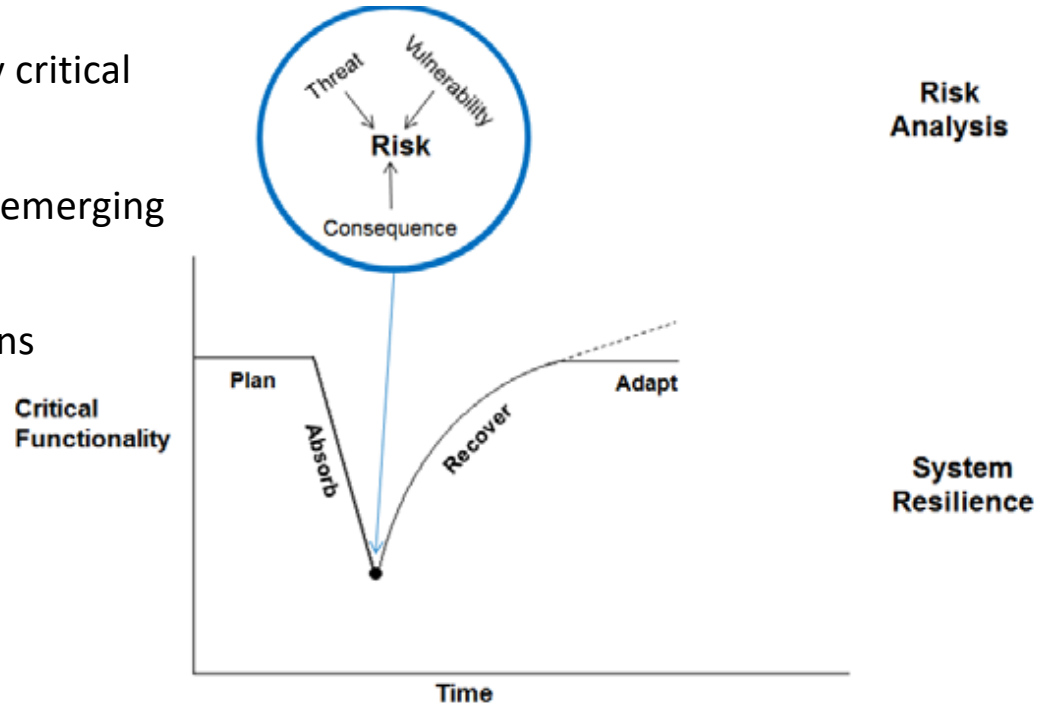 y critical
emerging
ns
Threat
Vulnerability
Risk
Consequence
Risk
Analysis
Plan
Absorb
Recover
Adapt
Critical
Functionality
System
Resilience
Time